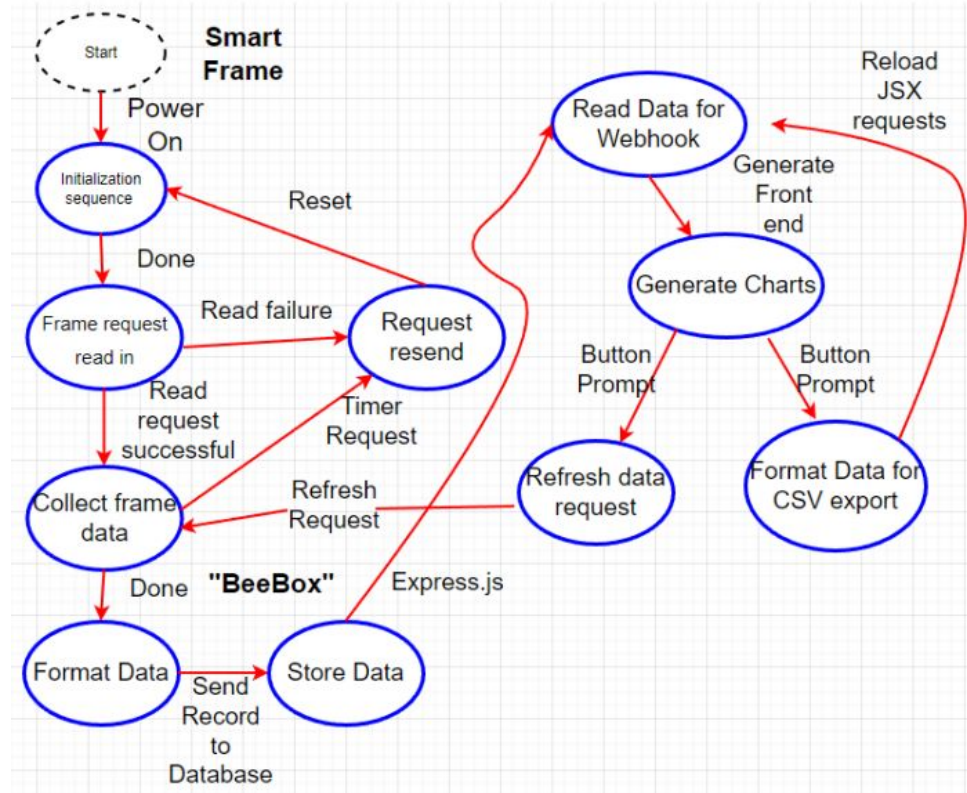 Start
Smart
Frame
Power
On
Initialization
sequence
Reset
Done
Frame request
read in
Read failure
Request
resend
Read
request
successful
Timer
Request
Collect frame
data
Refresh
Request
Done
"BeeBox"
Express.js
Format Data
Send
Record
to
Database
Store Data
Read Data for
Webhook
Reload
JSX
requests
Generate
Front
end
Generate Charts
Button
Prompt
Button
Prompt
Refresh data
request
Format Data for
CSV export